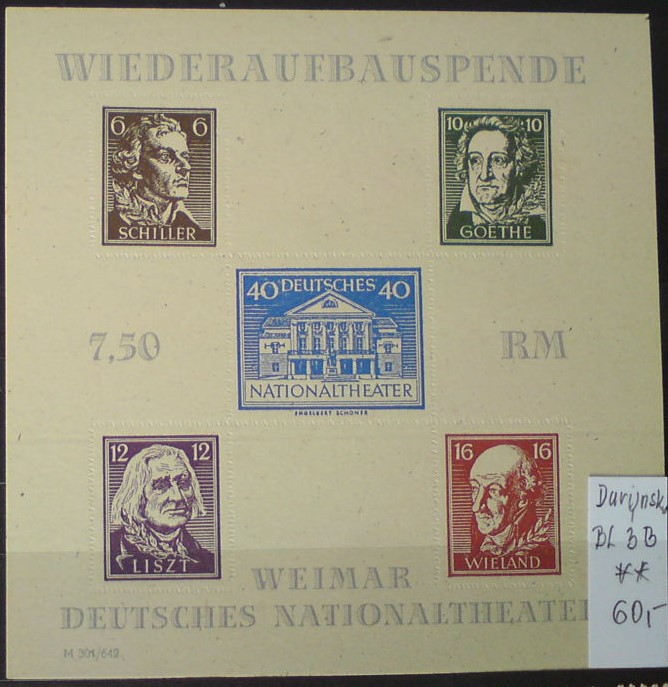 WIEDERAUFBAUSPENDE
6 6
SCHILLER
10 10
GOETHE
40 DEUTSCHES 40
NATIONALTHEATER
ENGELBERT SCHONER
7,50 RM
12 12
LISZT
16 16
WIELAND
WEIMAR
DEUTSCHES NATIONALTHEATE
M 301/642
BL 3B
**
60,-